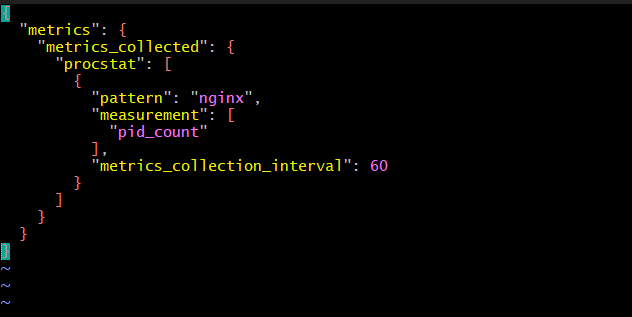 {
  "metrics": {
    "metrics_collected": {
      "procstat": [
        {
          "pattern": "nginx",
          "measurement": [
            "pid_count"
          ],
          "metrics_collection_interval": 60
        }
      ]
    }
  }
}
~
~
~